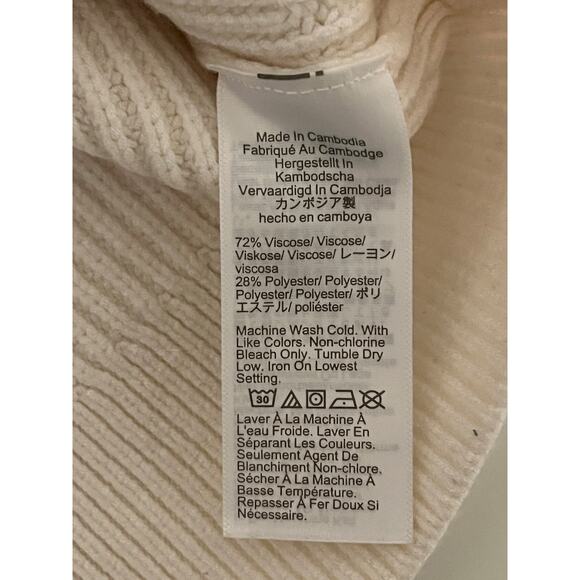 Made In Cambodia
Fabriqué Au Cambodge
Hergestellt In
Kambodscha
Vervaardigd In Cambodja
カンボジア製
hecho en camboya
72% Viscose/ Viscose/
Viskose/ Viscose/ レーヨン/
viscosa
28% Polyester/ Polyester/
Polyester/ Polyester/ ポリ
エステル/ poliéster
Machine Wash Cold. With
Like Colors. Non-chlorine
Bleach Only. Tumble Dry
Low. Iron On Lowest
Setting.
30
Laver À La Machine À
L'eau Froide. Laver En
Séparant Les Couleurs.
Seulement Agent De
Blanchiment Non-chlore.
Sécher À La Machine À
Basse Température.
Repasser À Fer Doux Si
Nécessaire.